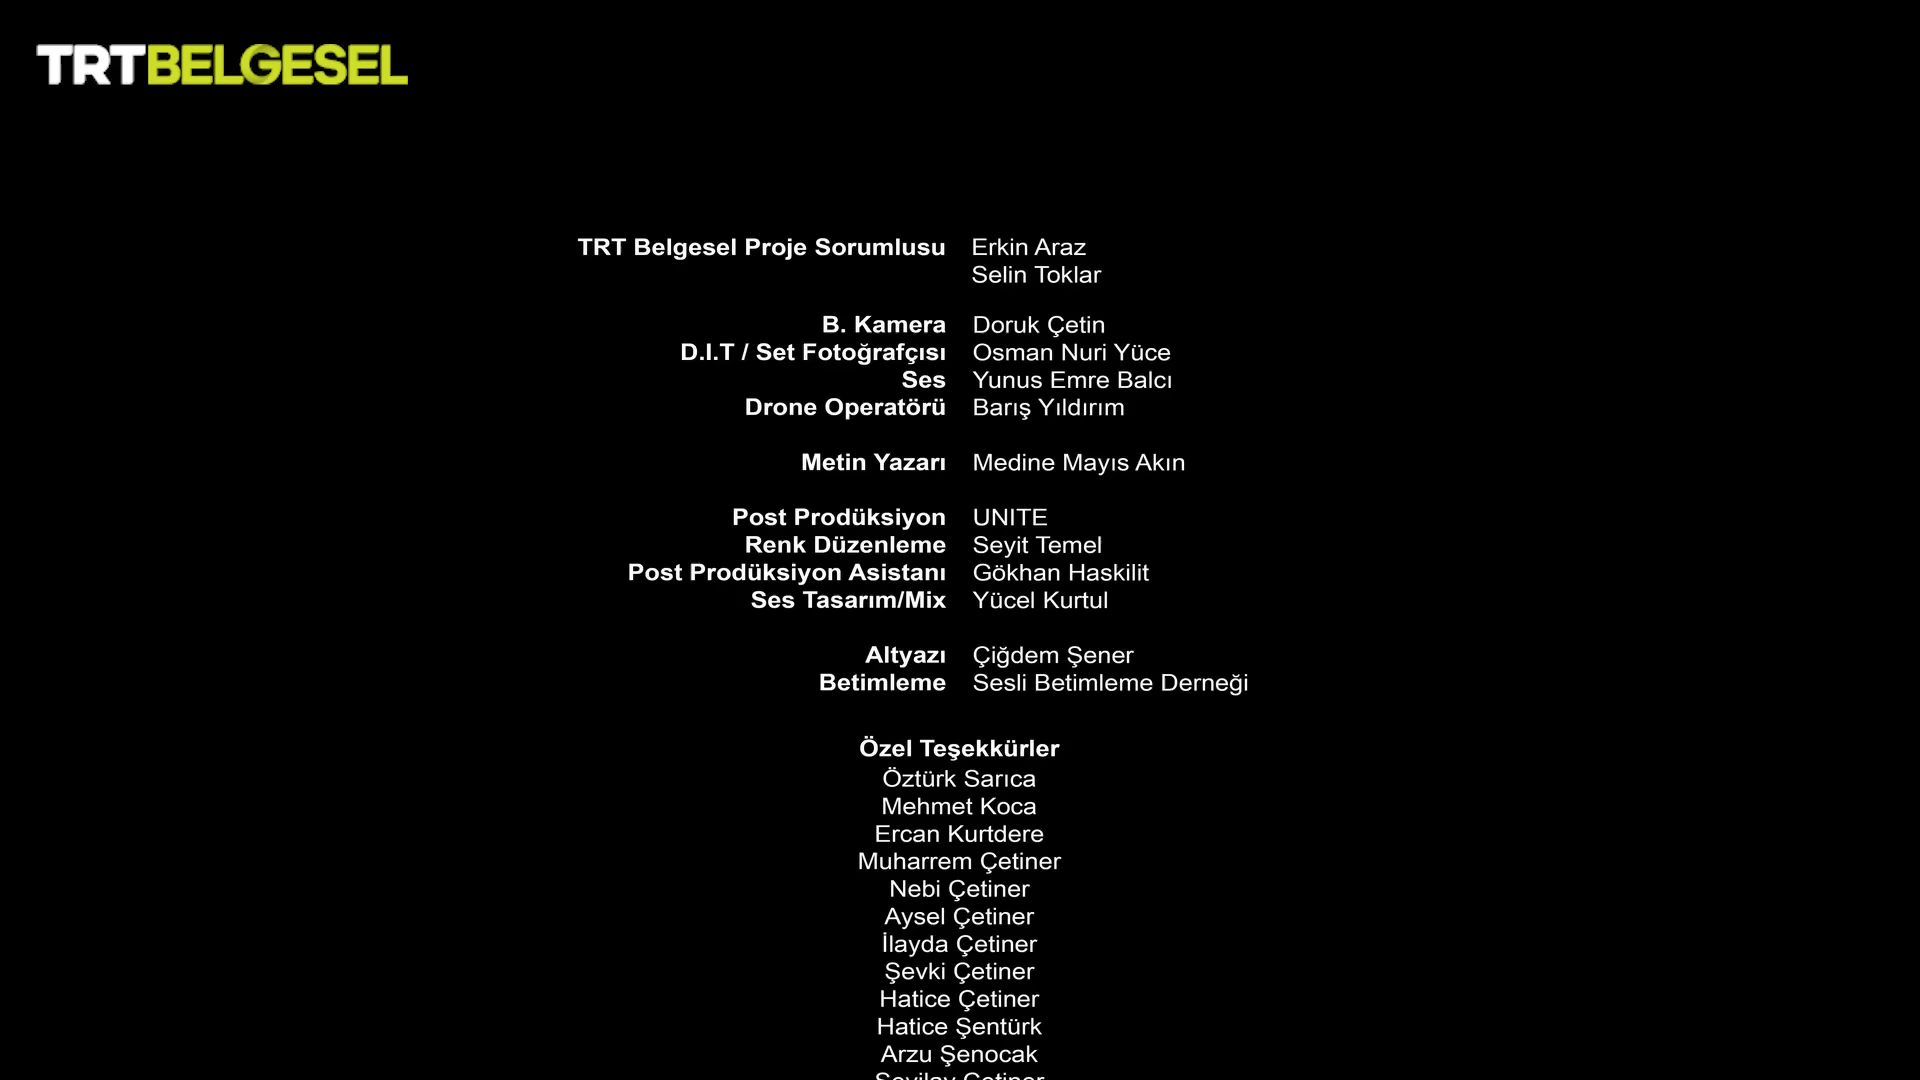 TRTBELGESEL
TRT Belgesel Proje Sorumlusu Erkin Araz
Selin Toklar
B. Kamera Doruk Çetin
D.I.T / Set Fotoğrafçısı Osman Nuri Yüce
Ses Yunus Emre Balcı
Drone Operatörü Barış Yıldırım
Metin Yazarı Medine Mayıs Akın
Post Prodüksiyon UNITE
Renk Düzenleme Seyit Temel
Post Prodüksiyon Asistanı Gökhan Haskilit
Ses Tasarım/Mix Yücel Kurtul
Altyazı Çiğdem Şener
Betimleme Sesli Betimleme Derneği
Özel Teşekkürler
Öztürk Sarıca
Mehmet Koca
Ercan Kurtdere
Muharrem Çetiner
Nebi Çetiner
Aysel Çetiner
İlayda Çetiner
Şevki Çetiner
Hatice Çetiner
Hatice Şentürk
Arzu Şenocak